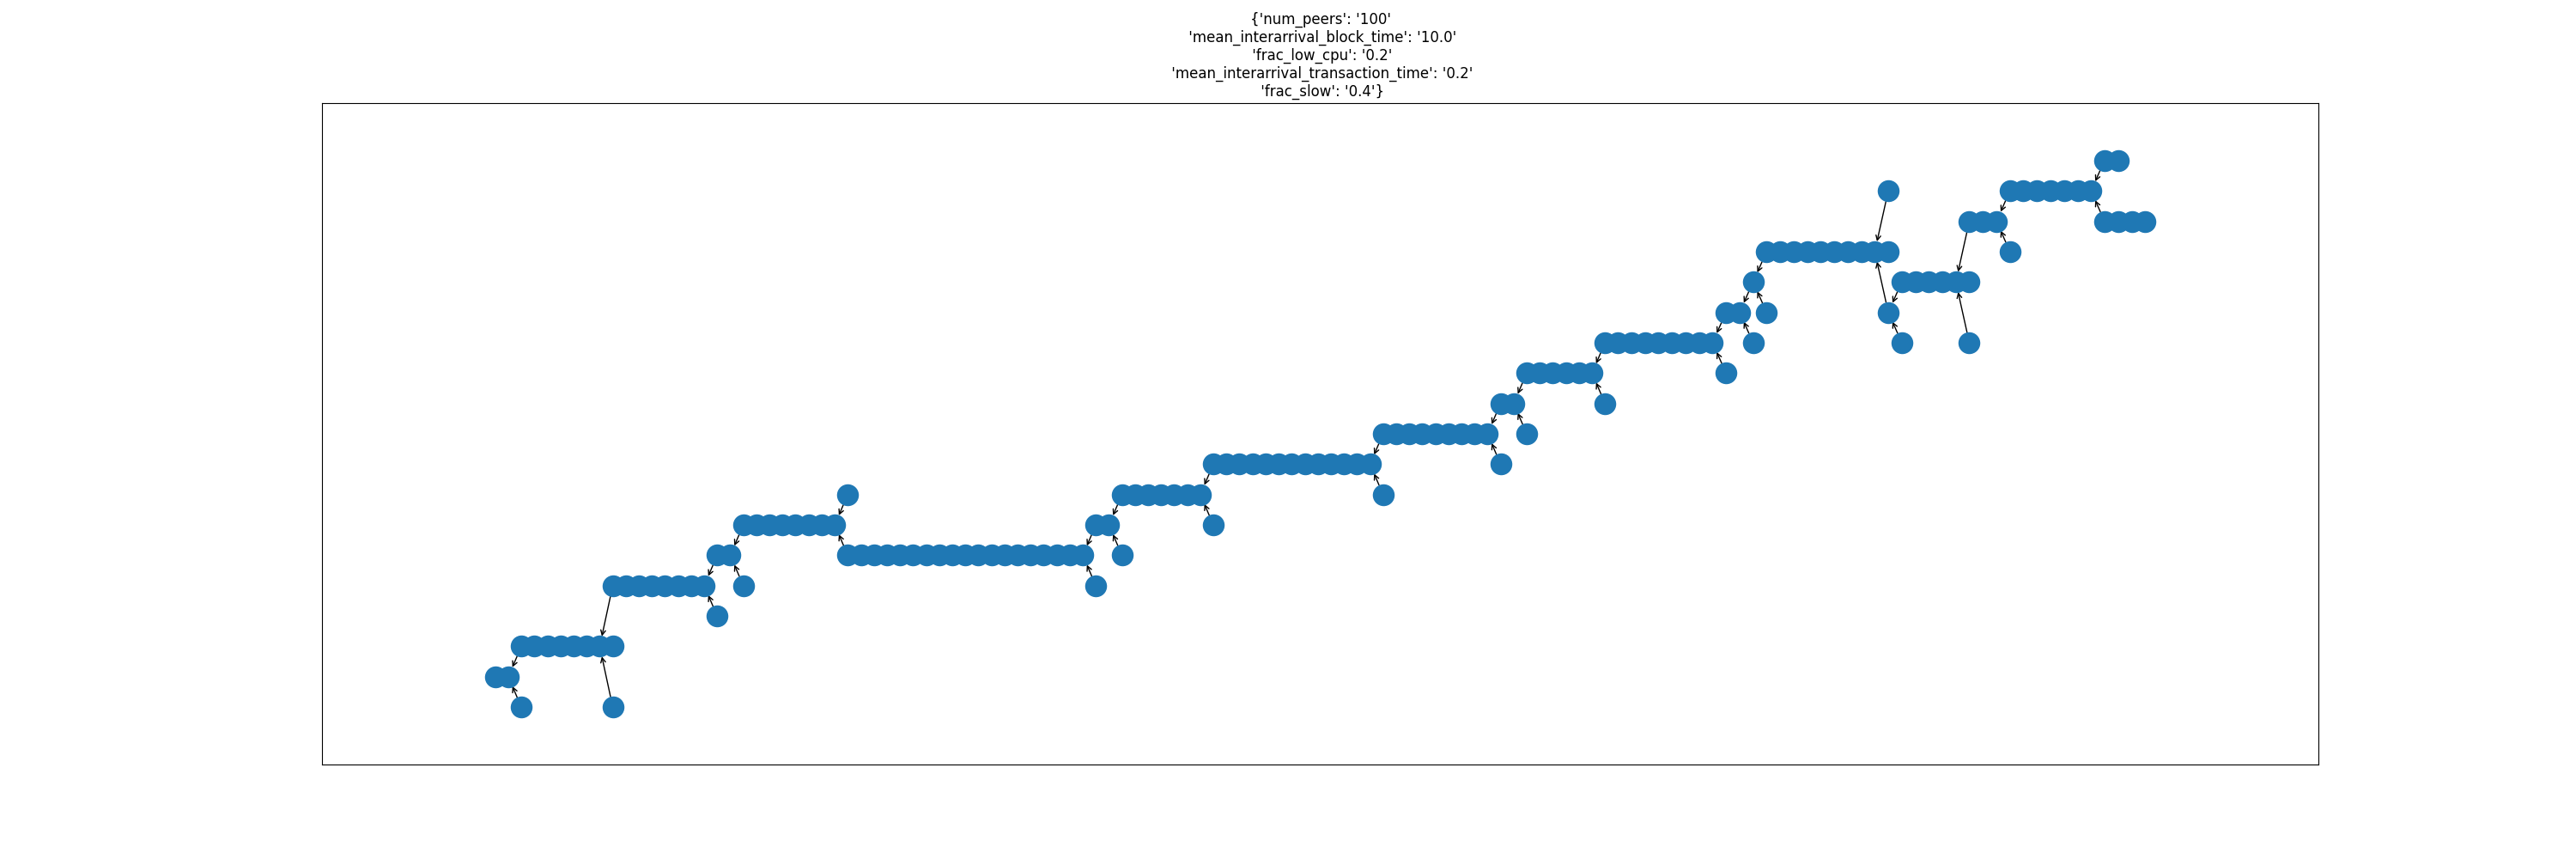 {'num_peers': '100'
'mean_interarrival_block_time': '10.0'
'frac_low_cpu': '0.2'
'mean_interarrival_transaction_time': '0.2'
'frac_slow': '0.4'}